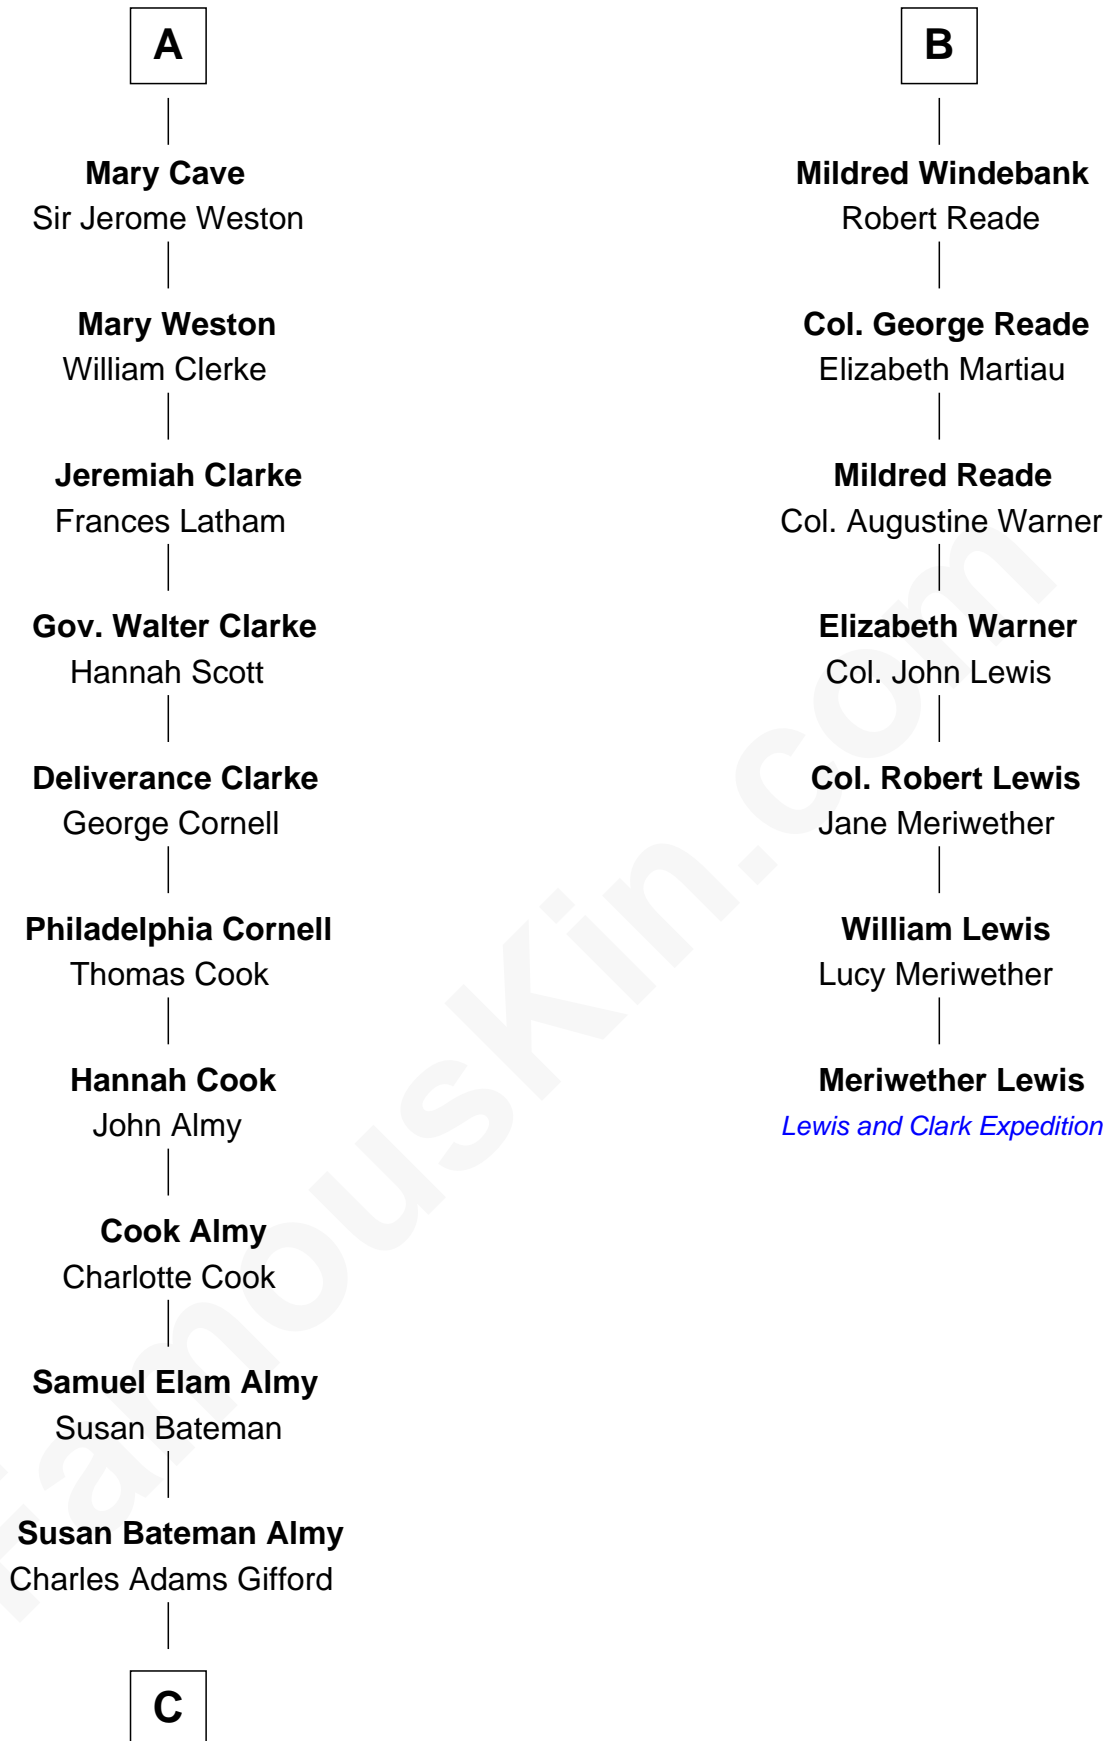 A
Mary Cave
Sir Jerome Weston
Mary Weston
William Clerke
Jeremiah Clarke
Frances Latham
Gov. Walter Clarke
Hannah Scott
Deliverance Clarke
George Cornell
Philadelphia Cornell
Thomas Cook
Hannah Cook
John Almy
Cook Almy
Charlotte Cook
Samuel Elam Almy
Susan Bateman
Susan Bateman Almy
Charles Adams Gifford
C
B
Mildred Windebank
Robert Reade
Col. George Reade
Elizabeth Martiau
Mildred Reade
Col. Augustine Warner
Elizabeth Warner
Col. John Lewis
Col. Robert Lewis
Jane Meriwether
William Lewis
Lucy Meriwether
Meriwether Lewis
Lewis and Clark Expedition
FamousKin.com